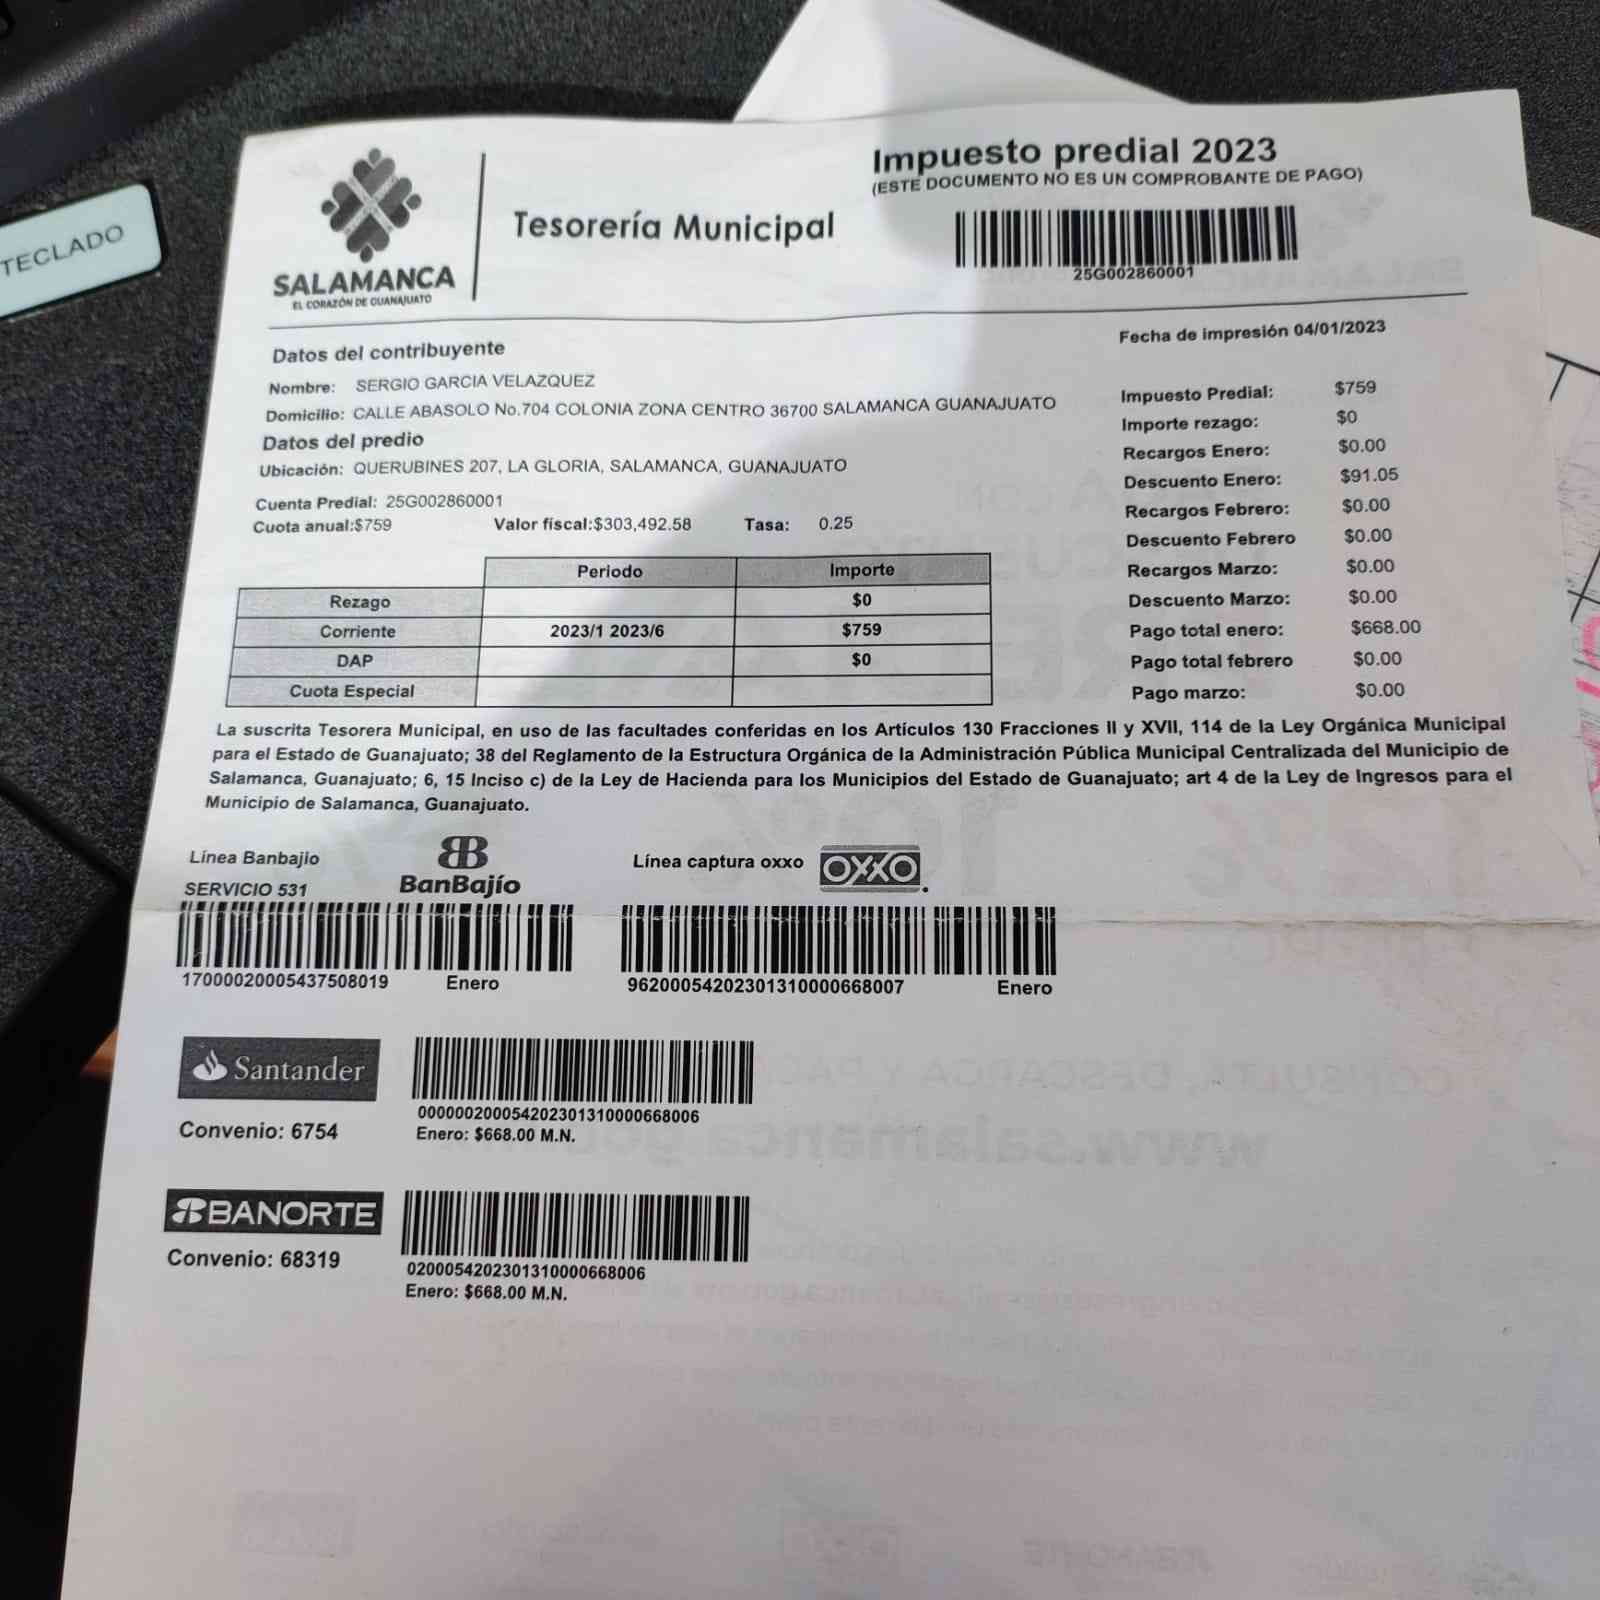 TECLADO
Impuesto predial 2023
(ESTE DOCUMENTO NO ES UN COMPROBANTE DE PAGO)
SALAMANCA
EL CORAZÓN DE GUANAJUATO
Tesorería Municipal
25G002860001
Fecha de impresión 04/01/2023
Datos del contribuyente
Nombre: SERGIO GARCIA VELAZQUEZ
Domicilio: CALLE ABASOLO No.704 COLONIA ZONA CENTRO 36700 SALAMANCA GUANAJUATO
Datos del predio
Ubicación: QUERUBINES 207, LA GLORIA, SALAMANCA, GUANAJUATO
Cuenta Predial: 25G002860001
Cuota anual:$759 Valor fiscal:$303,492.58 Tasa: 0.25
Impuesto Predial: $759
Importe rezago: $0
Recargos Enero: $0.00
Descuento Enero: $91.05
Recargos Febrero: $0.00
Descuento Febrero $0.00
Recargos Marzo: $0.00
Descuento Marzo: $0.00
Pago total enero: $668.00
Pago total febrero $0.00
Pago marzo: $0.00
Periodo Importe
Rezago $0
Corriente 2023/1 2023/6 $759
DAP $0
Cuota Especial
La suscrita Tesorera Municipal, en uso de las facultades conferidas en los Artículos 130 Fracciones II y XVII, 114 de la Ley Orgánica Municipal
para el Estado de Guanajuato; 38 del Reglamento de la Estructura Orgánica de la Administración Pública Municipal Centralizada del Municipio de
Salamanca, Guanajuato; 6, 15 Inciso c) de la Ley de Hacienda para los Municipios del Estado de Guanajuato; art 4 de la Ley de Ingresos para el
Municipio de Salamanca, Guanajuato.
Línea Banbajio
SERVICIO 531
BanBajío
Línea captura oxxo OXXO
17000020005437508019 Enero
962000542023013100006680​07 Enero
Santander
Convenio: 6754
00000020005420230131000066​8006
Enero: $668.00 M.N.
BANORTE
Convenio: 68319
02000542023013100006680​06
Enero: $668.00 M.N.